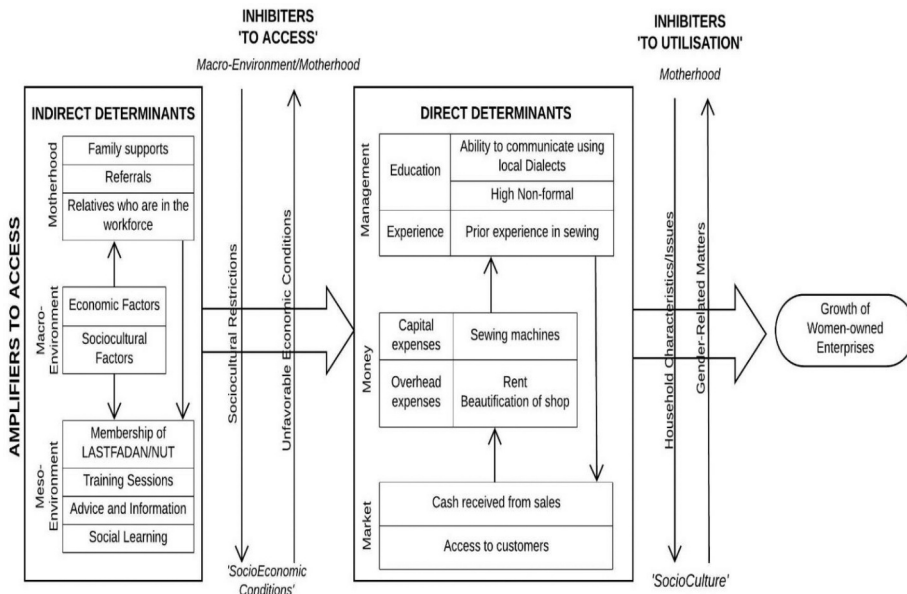 INHIBITERS
'TO ACCESS'
Macro-Environment/Motherhood
INHIBITERS
'TO UTILISATION'
Motherhood
AMPLIFIERS TO ACCESS
INDIRECT DETERMINANTS
Motherhood
Family supports
Referrals
Relatives who are in the
workforce
Macro-
Environment
Economic Factors
Sociocultural
Factors
Meso-
Environment
Membership of
LASTFADAN/NUT
Training Sessions
Advice and Information
Social Learning
Sociocultural Restrictions
Unfavorable Economic Conditions
'SocioEconomic
Conditions'
DIRECT DETERMINANTS
Management
Education
Ability to communicate using
local Dialects
High Non-formal
Experience
Prior experience in sewing
Money
Capital
expenses
Sewing machines
Overhead
expenses
Rent
Beautification of shop
Market
Cash received from sales
Access to customers
Household Characteristics/Issues
Gender-Related Matters
'SocioCulture'
Growth of
Women-owned
Enterprises